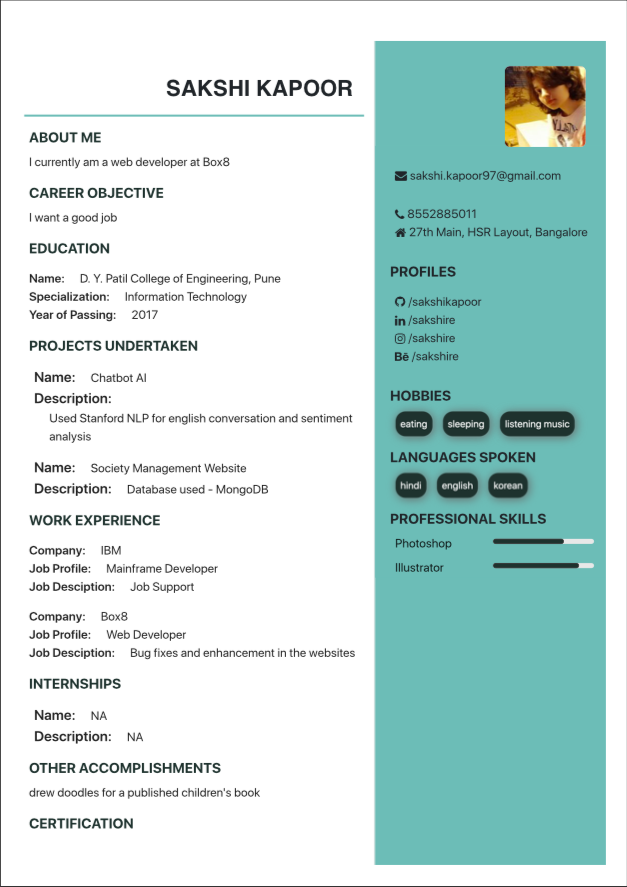 SAKSHI KAPOOR
ABOUT ME
I currently am a web developer at Box8
CAREER OBJECTIVE
I want a good job
EDUCATION
Name: D. Y. Patil College of Engineering, Pune
Specialization: Information Technology
Year of Passing: 2017
PROJECTS UNDERTAKEN
Name: Chatbot AI
Description:
Used Stanford NLP for english conversation and sentiment
analysis
Name: Society Management Website
Description: Database used - MongoDB
WORK EXPERIENCE
Company: IBM
Job Profile: Mainframe Developer
Job Desciption: Job Support
Company: Box8
Job Profile: Web Developer
Job Desciption: Bug fixes and enhancement in the websites
INTERNSHIPS
Name: NA
Description: NA
OTHER ACCOMPLISHMENTS
drew doodles for a published children's book
CERTIFICATION
sakshi.kapoor97@gmail.com
8552885011
27th Main, HSR Layout, Bangalore
PROFILES
/sakshikapoor
in /sakshire
/sakshire
Bē /sakshire
HOBBIES
eating sleeping listening music
LANGUAGES SPOKEN
hindi english korean
PROFESSIONAL SKILLS
Photoshop
Illustrator